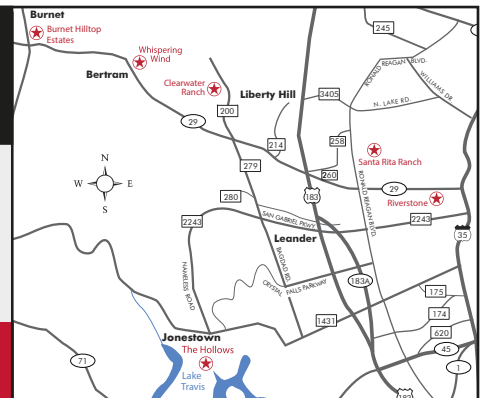 Burnet
Burnet Hilltop
Estates
Whispering
Wind
Bertram
Clearwater
Ranch
Liberty Hill
245
RONALD REAGAN BLVD.
WILLIAMS DR.
3405
N. LAKE RD.
200
29
214
258
Santa Rita Ranch
279
260
N
W
E
S
280
183
29
RONALD REAGAN BLVD.
Riverstone
2243
SAN GABRIEL PKWY
2243
35
Leander
BAGDAD RD.
NAMELESS ROAD
CRYSTAL FALLS PARKWAY
183A
175
174
1431
620
Jonestown
The Hollows
45
71
Lake
Travis
1